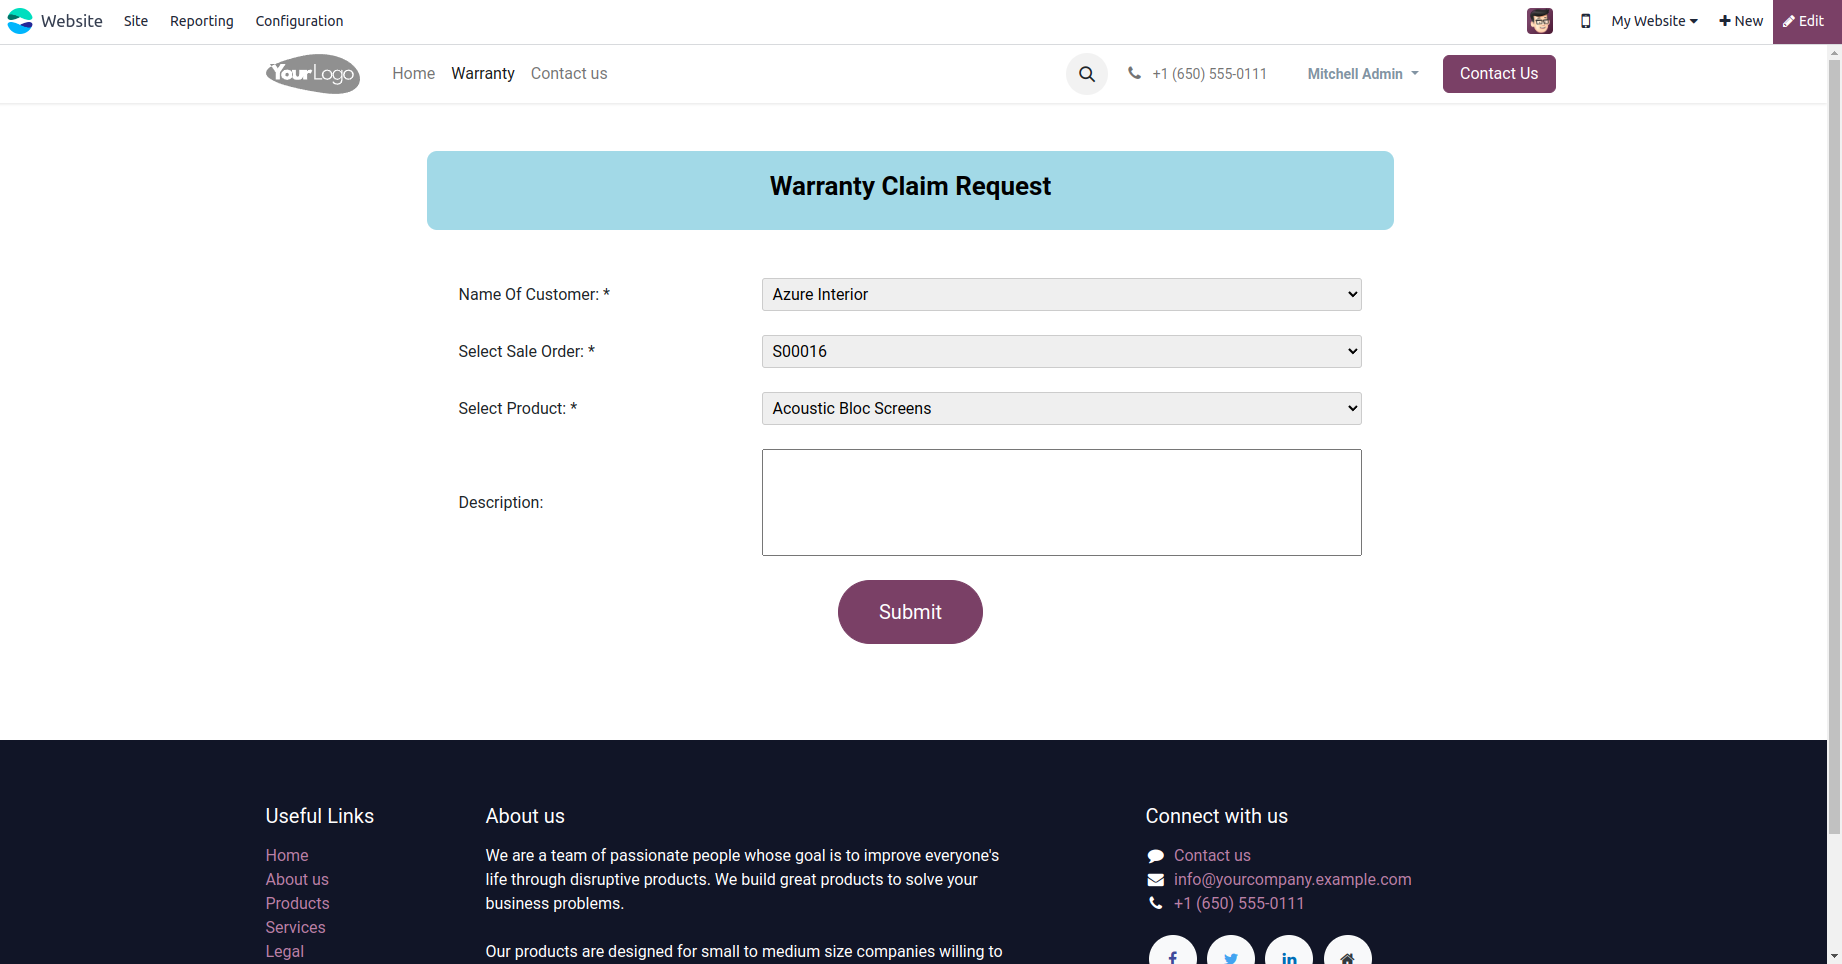 Website Site Reporting Configuration My Website New Edit
YourLogo Home Warranty Contact us +1 (650) 555-0111 Mitchell Admin Contact Us
Warranty Claim Request
Name Of Customer: * Azure Interior
Select Sale Order: * S00016
Select Product: * Acoustic Bloc Screens
Description:
Submit
Useful Links
Home
About us
Products
Services
Legal
About us
We are a team of passionate people whose goal is to improve everyone's
life through disruptive products. We build great products to solve your
business problems.
Our products are designed for small to medium size companies willing to
Connect with us
Contact us
info@yourcompany.example.com
+1 (650) 555-0111